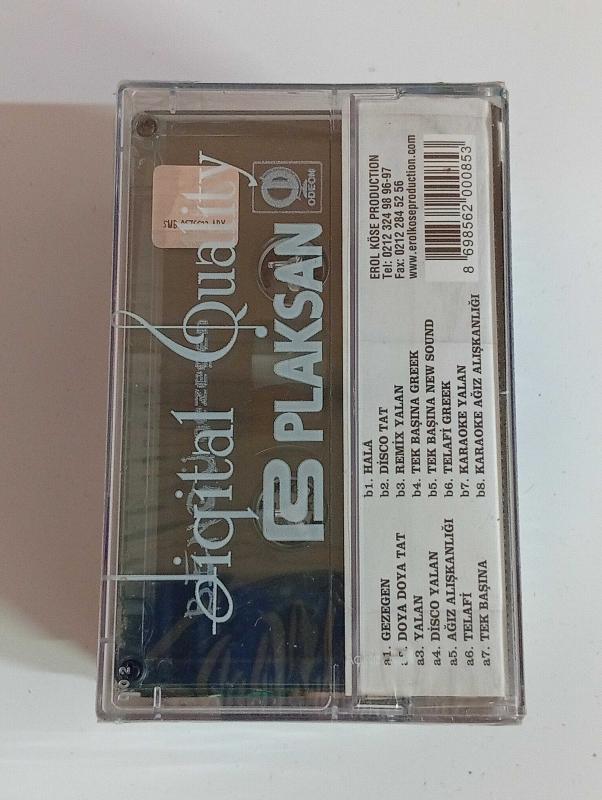 Digital Quality
PLAKSAN
ODEON
a1. GEZEGEN
a2. DOYA DOYA TAT
a3. YALAN
a4. DİSCO YALAN
a5. AĞIZ ALIŞKANLIĞI
a6. TELAFİ
a7. TEK BAŞINA
b1. HALA
b2. DİSCO TAT
b3. REMIX YALAN
b4. TEK BAŞINA GREEK
b5. TEK BAŞINA NEW SOUND
b6. TELAFİ GREEK
b7. KARAOKE YALAN
b8. KARAOKE AĞIZ ALIŞKANLIĞI
EROL KÖSE PRODUCTION
Tel: 0212 324 98 96-97
Fax: 0212 284 52 56
www.erolkoseproduction.com
8 698562 000853